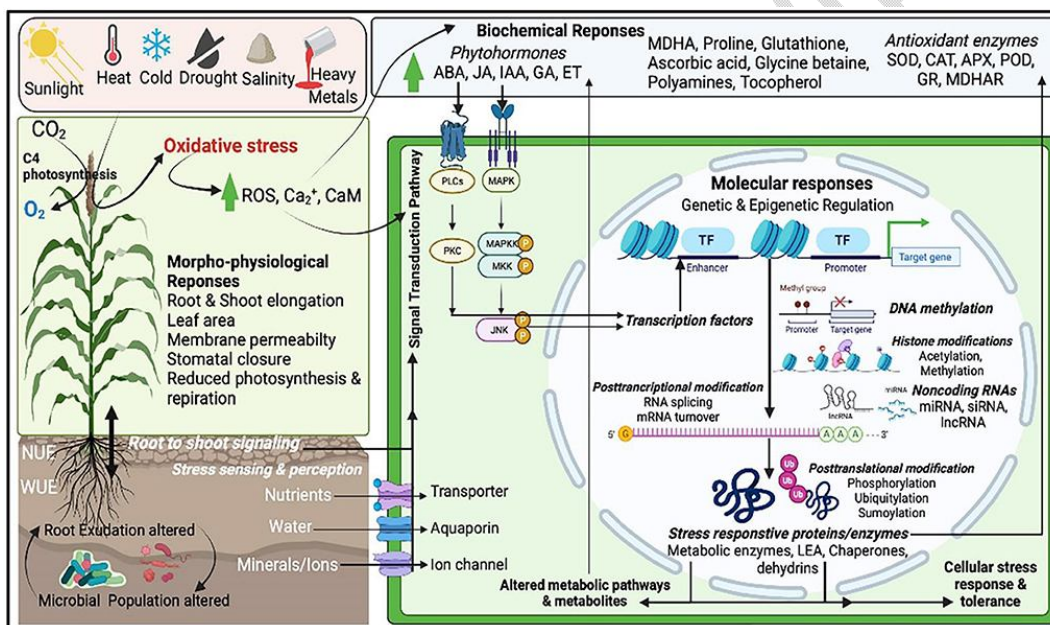 Sunlight
Heat
Cold
Drought
Salinity
Heavy
Metals
Biochemical Reponses
Phytohormones
ABA, JA, IAA, GA, ET
MDHA, Proline, Glutathione,
Ascorbic acid, Glycine betaine,
Polyamines, Tocopherol
Antioxidant enzymes
SOD, CAT, APX, POD,
GR, MDHAR
CO2
C4
photosynthesis
O2
Oxidative stress
ROS, Ca2+, CaM
Morpho-physiological
Reponses
Root & Shoot elongation
Leaf area
Membrane permeabilty
Stomatal closure
Reduced photosynthesis &
repiration
Root to shoot signaling
NUE
Stress sensing & perception
WUE
Nutrients
Water
Minerals/Ions
Root Exudation altered
Microbial Population altered
Transporter
Aquaporin
Ion channel
Signal Transduction Pathway
PLCs
MAPK
PKC
MAPKK
P
MKK
P
JNK
P
P
Transcription factors
Molecular responses
Genetic & Epigenetic Regulation
TF
TF
Enhancer
Promoter
Target gene
Methyl group
Promoter
Target gene
DNA methylation
Histone modifications
Acetylation,
Methylation
lncRNA
miRNA
Noncoding RNAs
miRNA, siRNA,
lncRNA
Posttrancriptional modification
RNA splicing
mRNA turnover
5' G
A A A 3'
Ub
Ub
Ub
Posttranslational modification
Phosphorylation
Ubiquitylation
Sumoylation
Stress responstive proteins/enzymes
Metabolic enzymes, LEA, Chaperones,
dehydrins
Altered metabolic pathways
& metabolites
Cellular stress
response &
tolerance